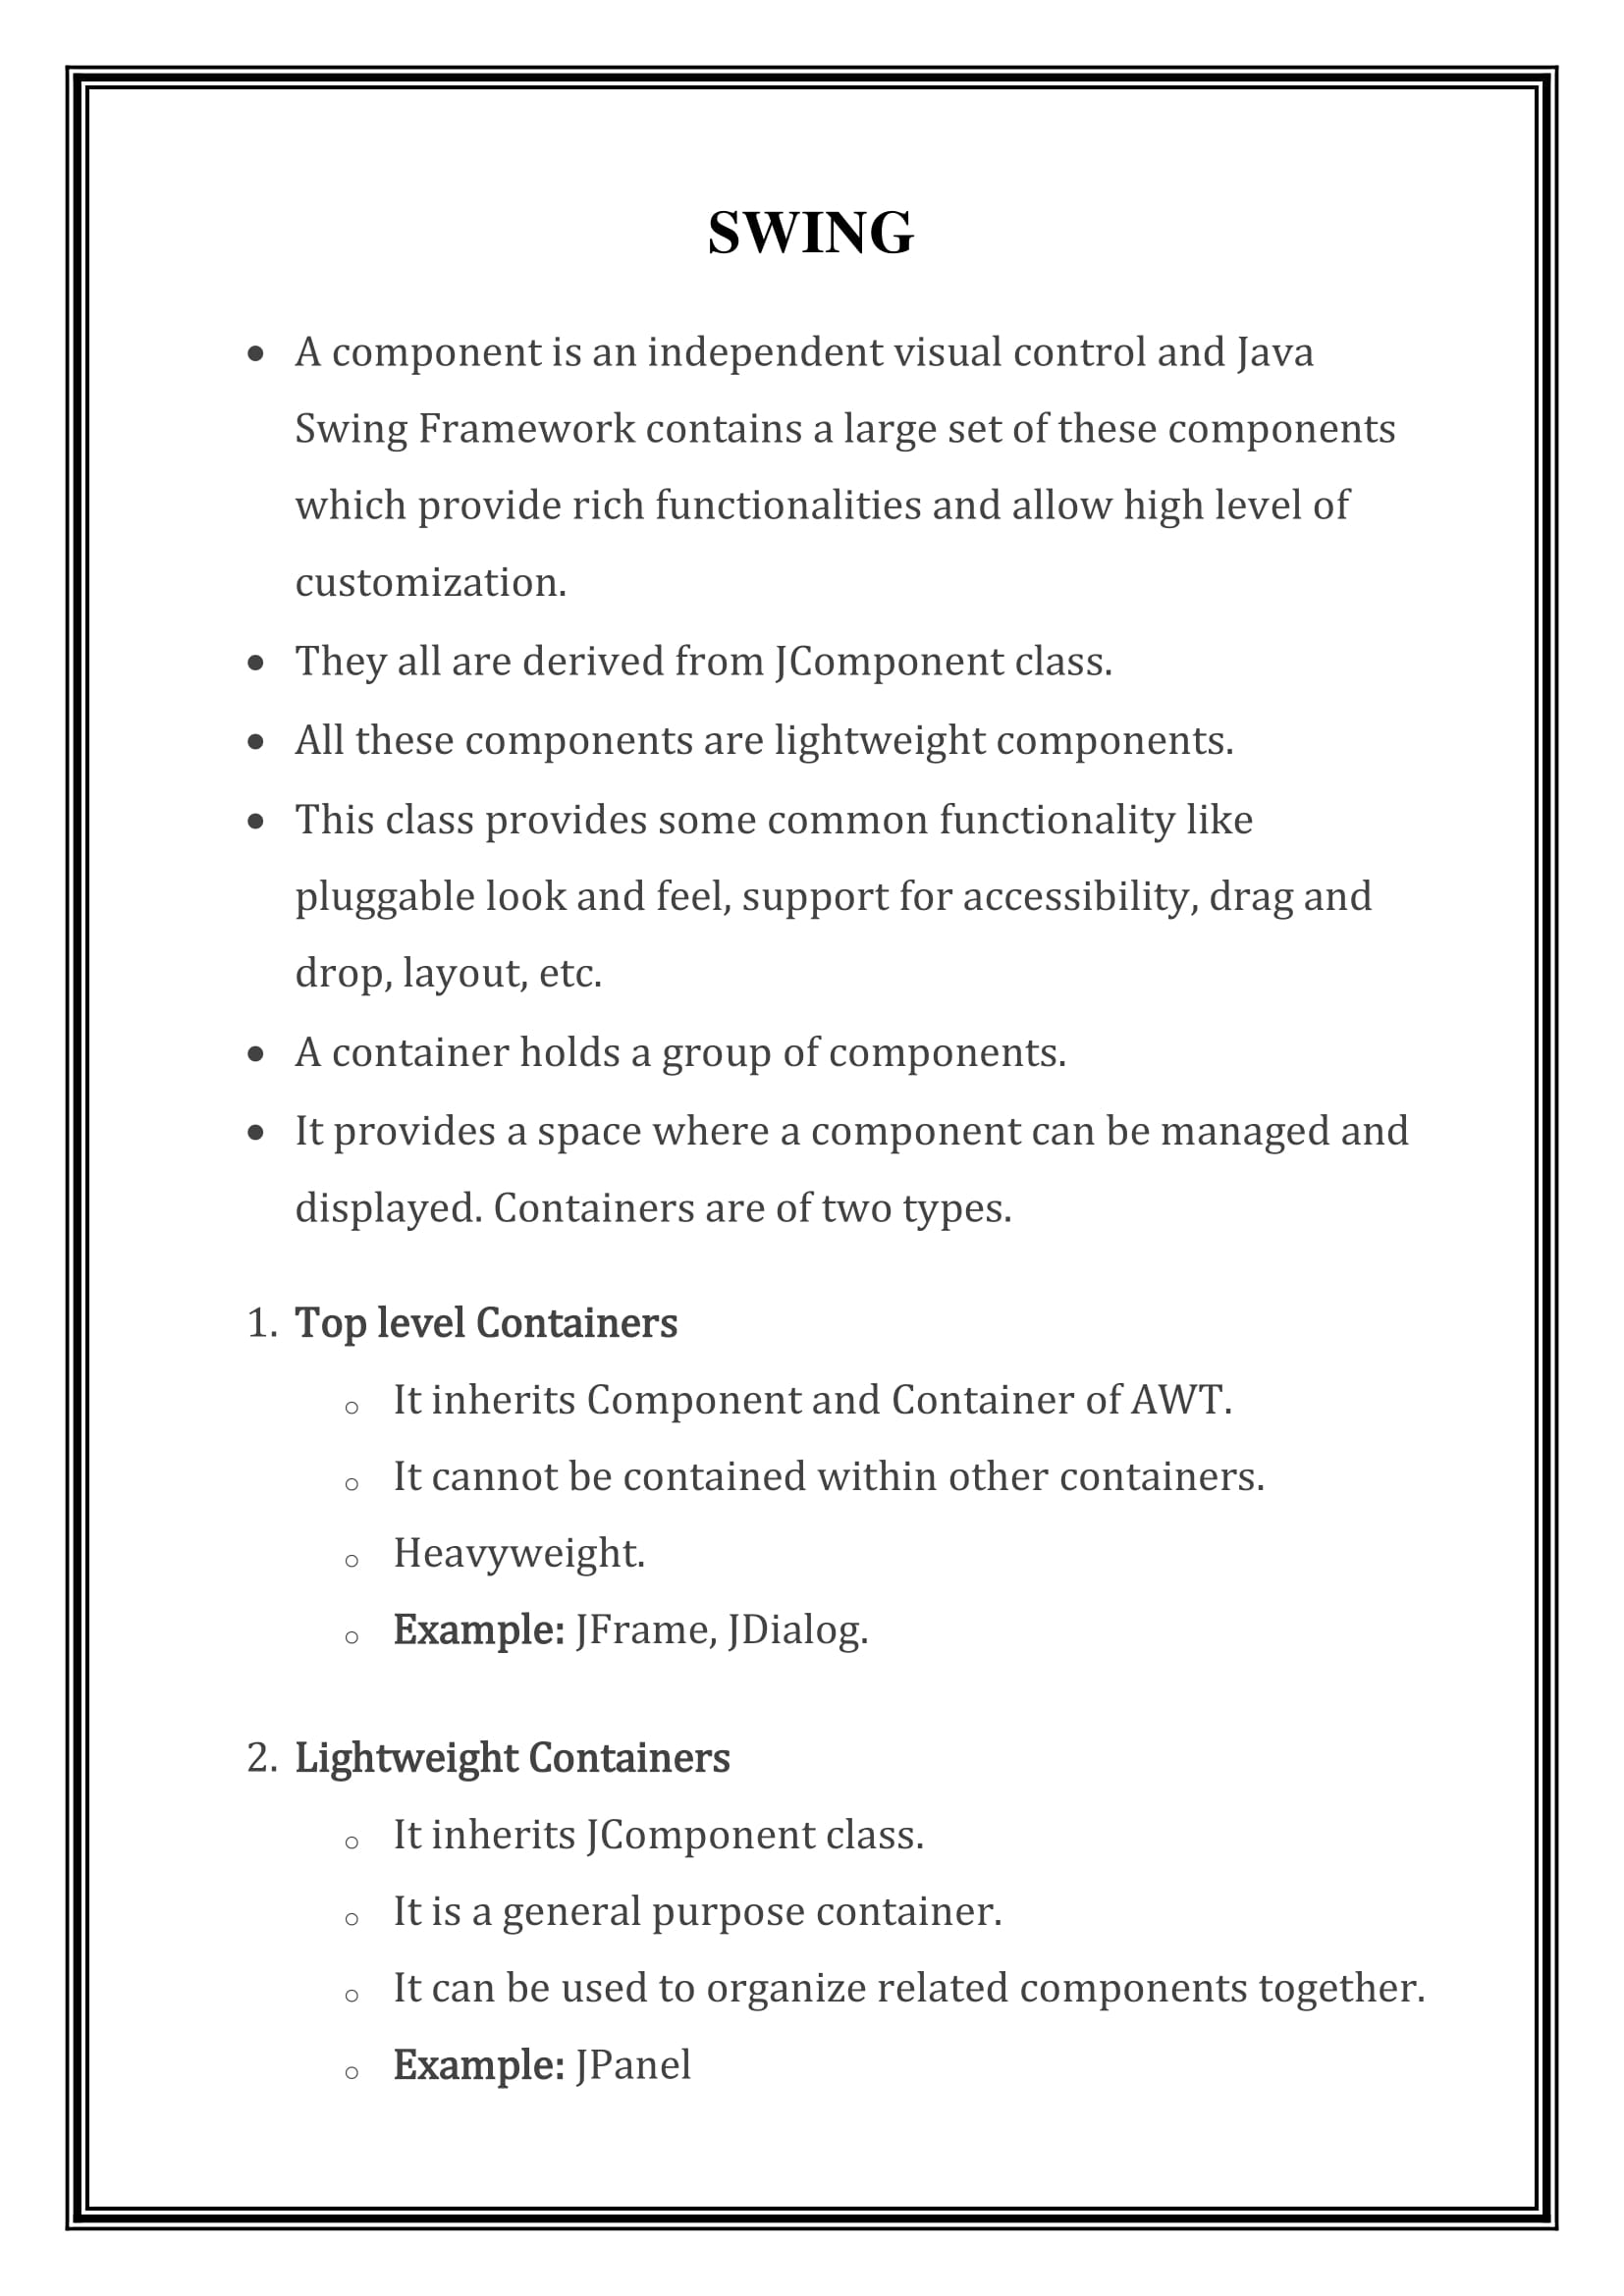 SWING
• A component is an independent visual control and Java
Swing Framework contains a large set of these components
which provide rich functionalities and allow high level of
customization.
• They all are derived from JComponent class.
• All these components are lightweight components.
• This class provides some common functionality like
pluggable look and feel, support for accessibility, drag and
drop, layout, etc.
• A container holds a group of components.
• It provides a space where a component can be managed and
displayed. Containers are of two types.
1. Top level Containers
○ It inherits Component and Container of AWT.
○ It cannot be contained within other containers.
○ Heavyweight.
○ Example: JFrame, JDialog.
2. Lightweight Containers
○ It inherits JComponent class.
○ It is a general purpose container.
○ It can be used to organize related components together.
○ Example: JPanel